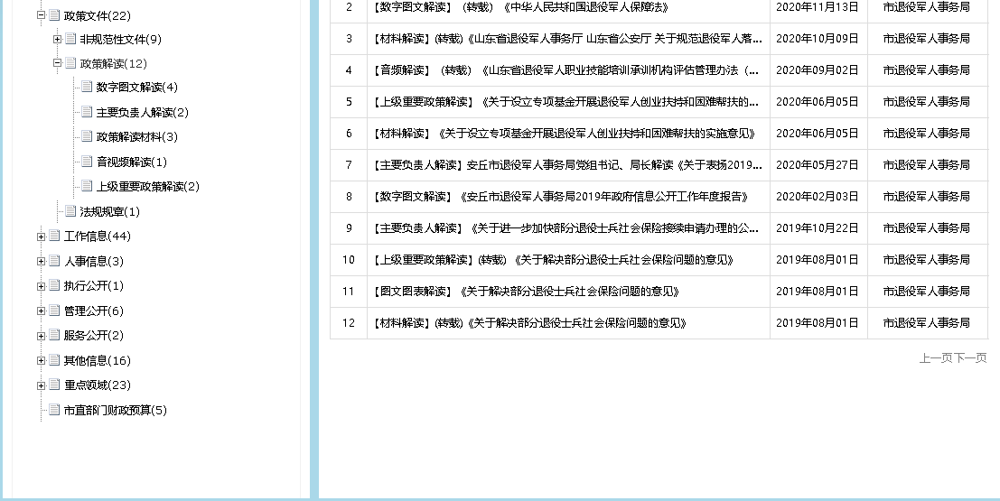 政策文件(22)
非规范性文件(9)
政策解读(12)
数字图文解读(4)
主要负责人解读(2)
政策解读材料(3)
音视频解读(1)
上级重要政策解读(2)
法规规章(1)
工作信息(44)
人事信息(3)
执行公开(1)
管理公开(6)
服务公开(2)
其他信息(16)
重点领域(23)
市直部门财政预算(5)
2 【数字图文解读】（转载）《中华人民共和国退役军人保障法》 2020年11月13日 市退役军人事务局
3 【材料解读】(转载)《山东省退役军人事务厅 山东省公安厅 关于规范退役军人落... 2020年10月09日 市退役军人事务局
4 【音频解读】（转载）《山东省退役军人职业技能培训承训机构评估管理办法（... 2020年09月02日 市退役军人事务局
5 【上级重要政策解读】《关于设立专项基金开展退役军人创业扶持和困难帮扶的... 2020年06月05日 市退役军人事务局
6 【材料解读】《关于设立专项基金开展退役军人创业扶持和困难帮扶的实施意见》 2020年06月05日 市退役军人事务局
7 【主要负责人解读】安丘市退役军人事务局党组书记、局长解读《关于表扬2019... 2020年05月27日 市退役军人事务局
8 【数字图文解读】《安丘市退役军人事务局2019年政府信息公开工作年度报告》 2020年02月03日 市退役军人事务局
9 【主要负责人解读】《关于进一步加快部分退役士兵社会保险接续申请办理的公... 2019年10月22日 市退役军人事务局
10 【上级重要政策解读】(转载) 《关于解决部分退役士兵社会保险问题的意见》 2019年08月01日 市退役军人事务局
11 【图文图表解读】《关于解决部分退役士兵社会保险问题的意见》 2019年08月01日 市退役军人事务局
12 【材料解读】(转载)《关于解决部分退役士兵社会保险问题的意见》 2019年08月01日 市退役军人事务局
上一页下一页